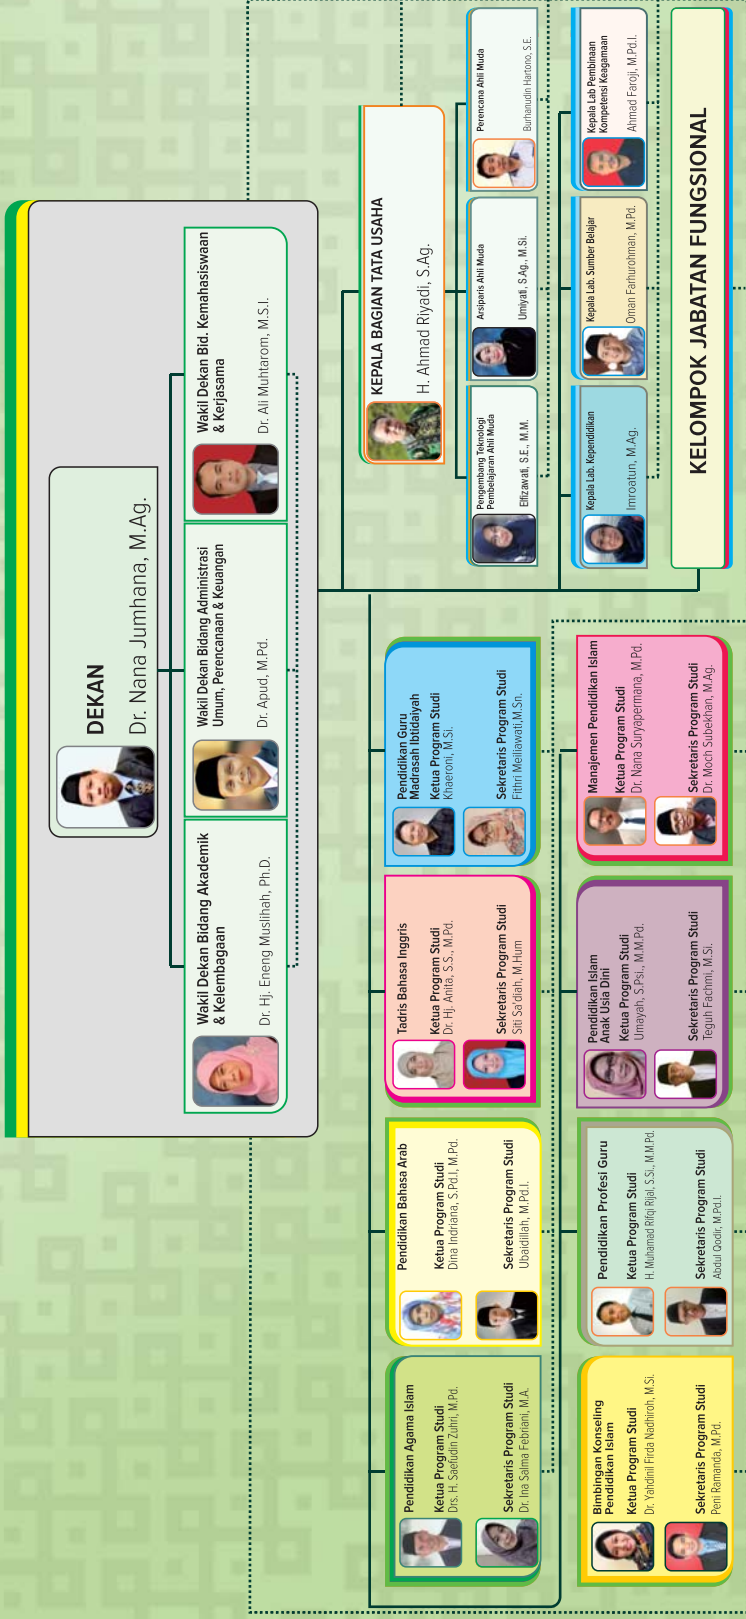 DEKAN
Dr. Nana Jumhana, M.Ag.
Wakil Dekan Bidang Akademik
& Kelembagaan
Dr. Hj. Eneng Muslihah, Ph.D.
Wakil Dekan Bidang Administrasi
Umum, Perencanaan & Keuangan
Dr. Apud, M.Pd.
Wakil Dekan Bid. Kemahasiswaan
& Kerjasama
Dr. Ali Muhtarom, M.S.I.
KEPALA BAGIAN TATA USAHA
H. Ahmad Riyadi, S.Ag.
Pengembang Teknologi
Pembelajaran Ahli Muda
Elfizawati, S.E., M.M.
Arsiparis Ahli Muda
Umiyati, S.Ag., M.Si.
Perencana Ahli Muda
Burhanudin Hartono, S.E.
Kepala Lab. Kependidikan
Imroatun, M.Ag.
Kepala Lab. Sumber Belajar
Oman Farhurohman, M.Pd.
Kepala Lab Pembinaan
Kompetensi Keagamaan
Ahmad Faroji, M.Pd.I.
KELOMPOK JABATAN FUNGSIONAL
Pendidikan Agama Islam
Ketua Program Studi
Drs. H. Saefudin Zuhri, M.Pd.
Sekretaris Program Studi
Dr. Ina Salma Febriani, M.A.
Pendidikan Bahasa Arab
Ketua Program Studi
Dina Indriana, S.Pd.I, M.Pd.
Sekretaris Program Studi
Ubaidillah, M.Pd.I.
Tadris Bahasa Inggris
Ketua Program Studi
Dr. Hj. Anita, S.S., M.Pd.
Sekretaris Program Studi
Siti Sa'diah, M.Hum
Pendidikan Guru
Madrasah Ibtidaiyah
Ketua Program Studi
Khaeroni, M.Si.
Sekretaris Program Studi
Fithri Meiliawati,M.Sn.
Bimbingan Konseling
Pendidikan Islam
Ketua Program Studi
Dr. Yahdinil Firda Nadhiroh, M.Si.
Sekretaris Program Studi
Peni Ramanda, M.Pd.
Pendidikan Profesi Guru
Ketua Program Studi
H. Muhamad Rifqi Rijal, S.Si., M.M.Pd.
Sekretaris Program Studi
Abdul Qodir, M.Pd.I.
Pendidikan Islam
Anak Usia Dini
Ketua Program Studi
Umayah, S.Psi., M.M.Pd.
Sekretaris Program Studi
Teguh Fachmi, M.Si.
Manajemen Pendidikan Islam
Ketua Program Studi
Dr. Nana Suryapermana, M.Pd.
Sekretaris Program Studi
Dr. Moch Subekhan, M.Ag.